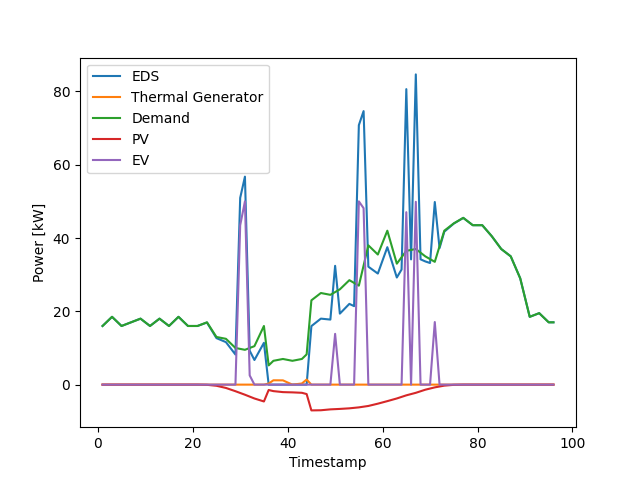 EDS
Thermal Generator
Demand
PV
EV
Power [kW]
80
60
40
20
0
0 20 40 60 80 100
Timestamp